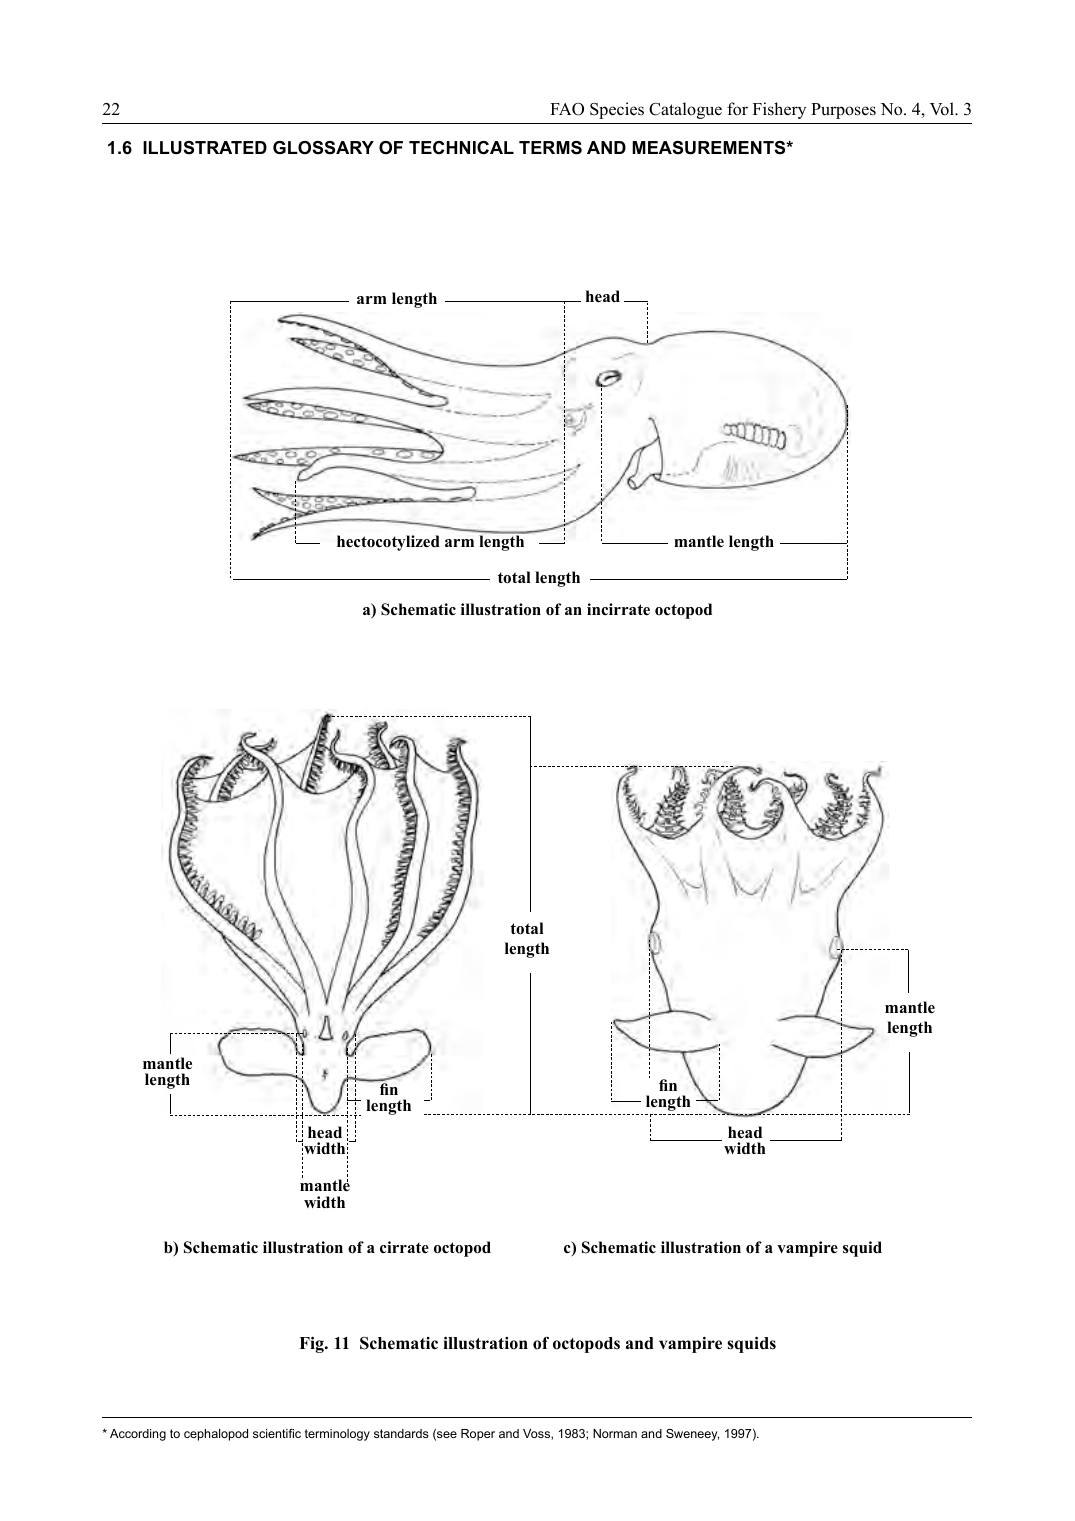 22
FAO Species Catalogue for Fishery Purposes No. 4, Vol. 3
1.6 ILLUSTRATED GLOSSARY OF TECHNICAL TERMS AND MEASUREMENTS*
arm length
head
hectocotylized arm length
mantle length
total length
a) Schematic illustration of an incirrate octopod
total
length
mantle
length
fin
length
head
width
mantle
width
mantle
length
fin
length
head
width
b) Schematic illustration of a cirrate octopod
c) Schematic illustration of a vampire squid
Fig. 11 Schematic illustration of octopods and vampire squids
* According to cephalopod scientific terminology standards (see Roper and Voss, 1983; Norman and Sweneey, 1997).